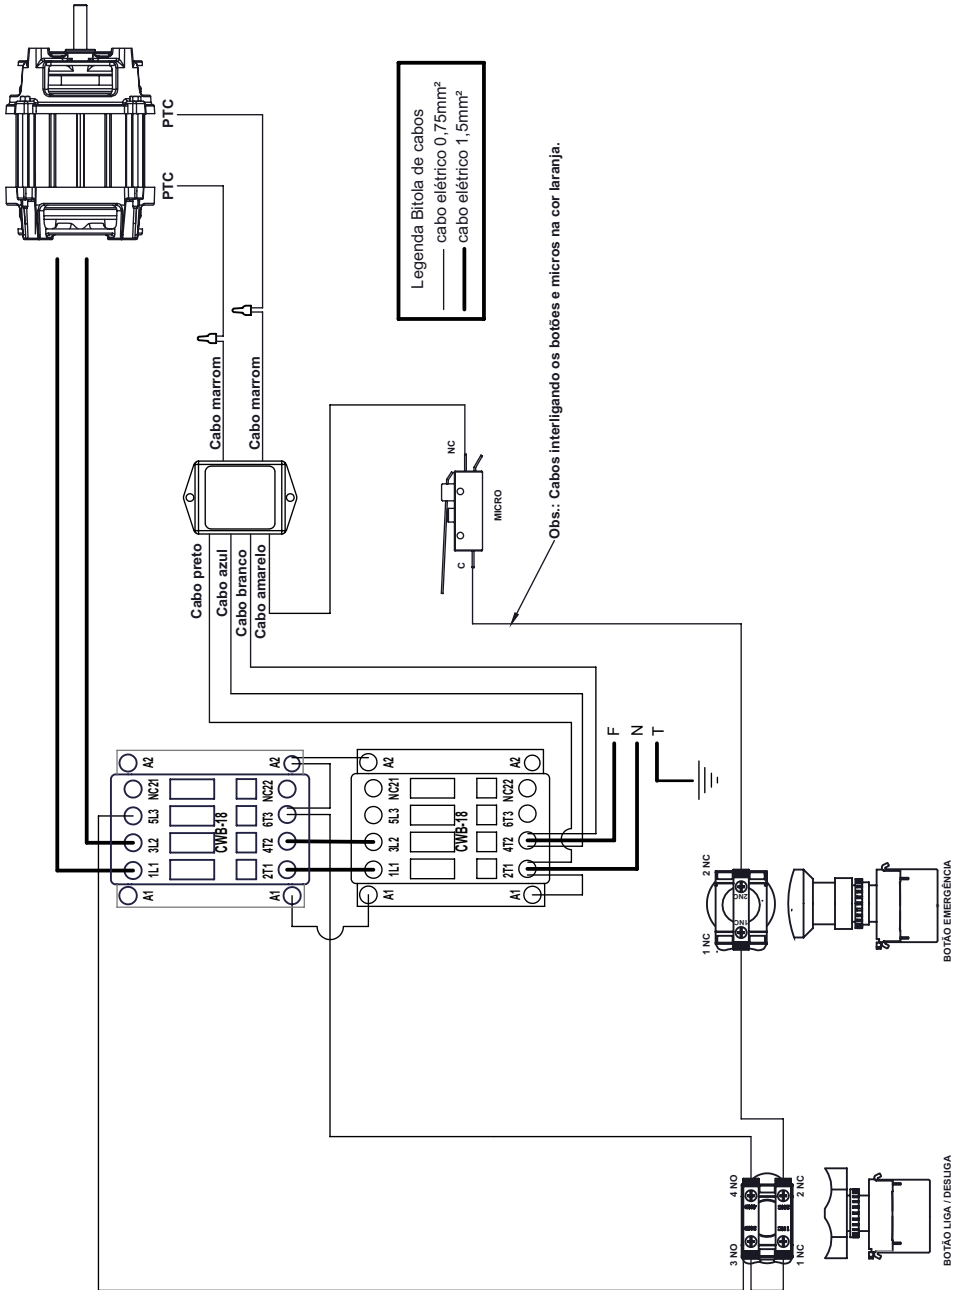 PTC
PTC
Legenda Bitola de cabos
cabo elétrico 0,75mm²
cabo elétrico 1,5mm²
Cabo marrom
Cabo marrom
Cabo preto
Cabo azul
Cabo branco
Cabo amarelo
NC
MICRO
C
Obs.: Cabos interligando os botões e micros na cor laranja.
A2
NC21
5L3
3L2
1L1
A1
CWB-18
A2
NC22
6T3
4T2
2T1
A1
A2
NC21
5L3
3L2
1L1
A1
CWB-18
A2
NC22
6T3
4T2
2T1
A1
F
N
T
2 NC
2NC
1NC
1 NC
BOTÃO EMERGÊNCIA
4 NO
2 NC
3 NO
1 NC
BOTÃO LIGA / DESLIGA